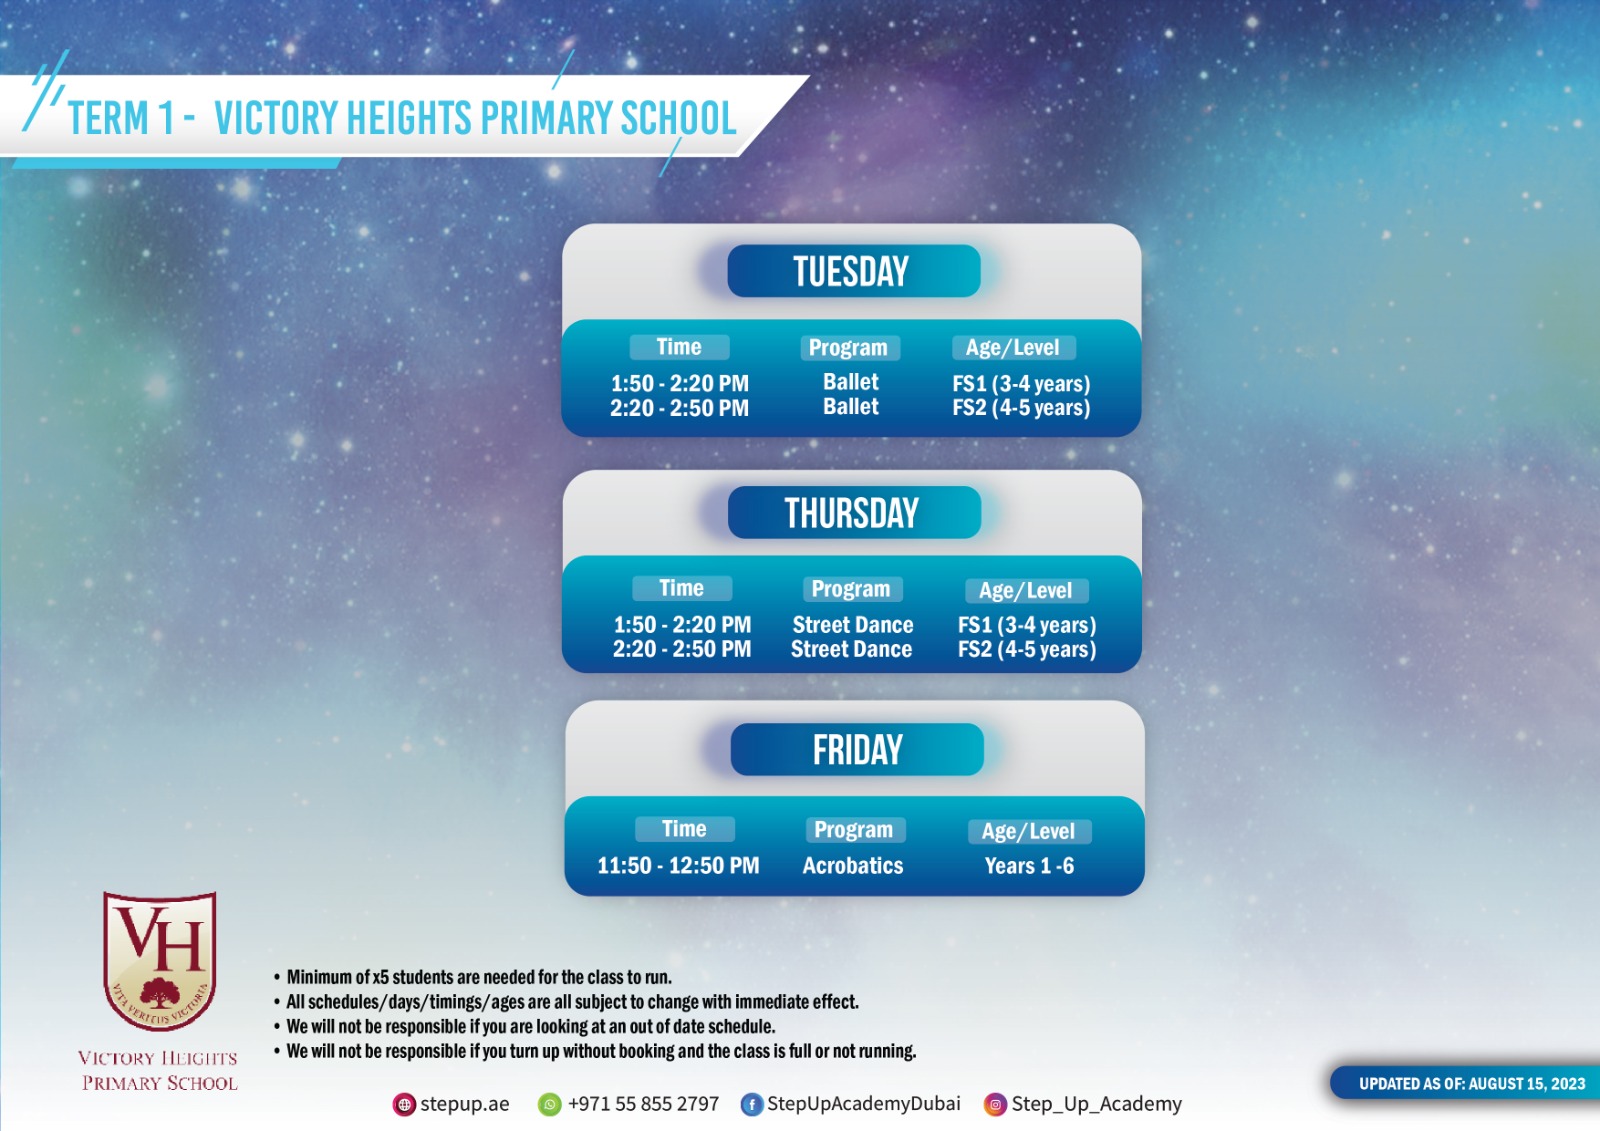 TERM 1 - VICTORY HEIGHTS PRIMARY SCHOOL
TUESDAY
Time Program Age/Level
1:50 - 2:20 PM Ballet FS1 (3-4 years)
2:20 - 2:50 PM Ballet FS2 (4-5 years)
THURSDAY
Time Program Age/Level
1:50 - 2:20 PM Street Dance FS1 (3-4 years)
2:20 - 2:50 PM Street Dance FS2 (4-5 years)
FRIDAY
Time Program Age/Level
11:50 - 12:50 PM Acrobatics Years 1 -6
VH
VITA VERITUS VICTORIA
VICTORY HEIGHTS
PRIMARY SCHOOL
• Minimum of x5 students are needed for the class to run.
• All schedules/days/timings/ages are all subject to change with immediate effect.
• We will not be responsible if you are looking at an out of date schedule.
• We will not be responsible if you turn up without booking and the class is full or not running.
UPDATED AS OF: AUGUST 15, 2023
stepup.ae +971 55 855 2797 StepUpAcademyDubai Step_Up_Academy